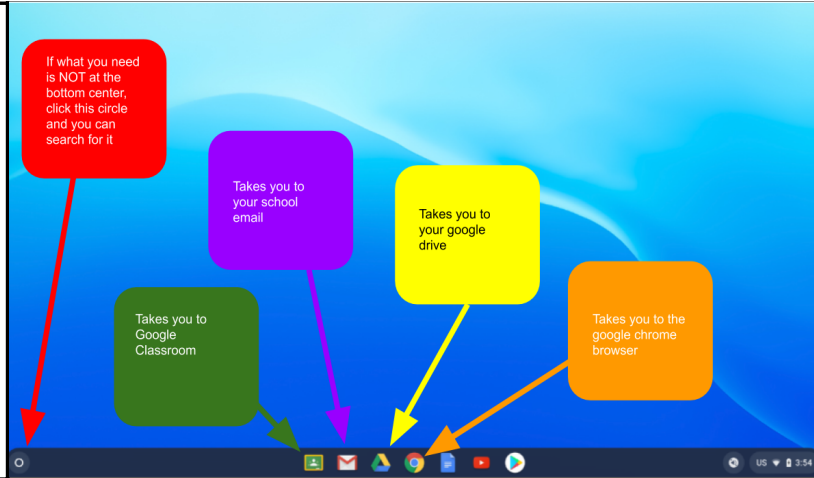 If what you need
is NOT at the
bottom center,
click this circle
and you can
search for it
Takes you to
your school
email
Takes you to
your google
drive
Takes you to
Google
Classroom
Takes you to the
google chrome
browser
US 3:54